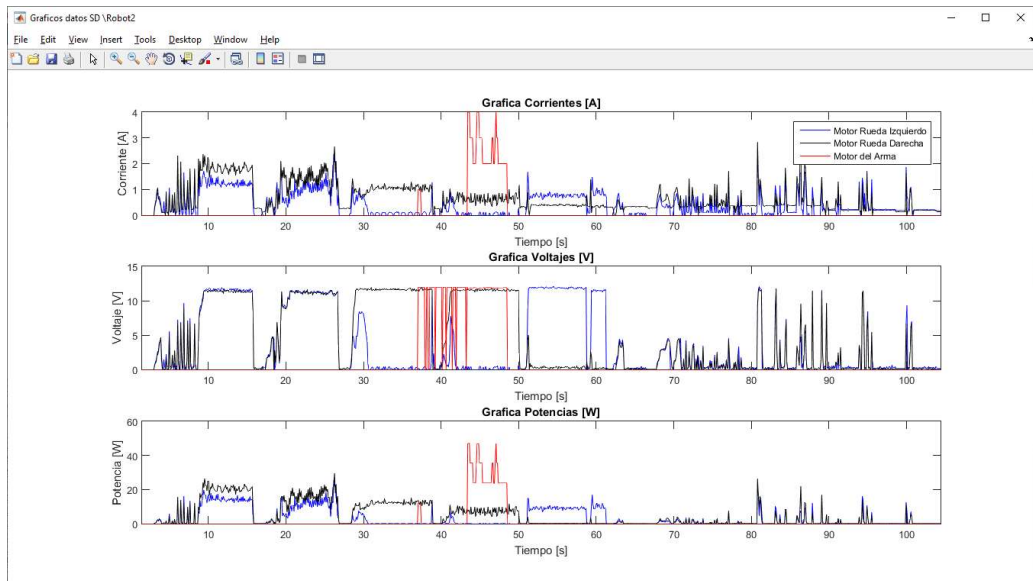 Graficos datos SD \Robot2
File Edit View Insert Tools Desktop Window Help
Grafica Corrientes [A]
Corriente [A]
4
3
2
1
0
Motor Rueda Izquierdo
Motor Rueda Darecha
Motor del Arma
10 20 30 40 50 60 70 80 90 100
Tiempo [s]
Grafica Voltajes [V]
Voltaje [V]
15
10
5
0
10 20 30 40 50 60 70 80 90 100
Tiempo [s]
Grafica Potencias [W]
Potencia [W]
60
40
20
0
10 20 30 40 50 60 70 80 90 100
Tiempo [s]